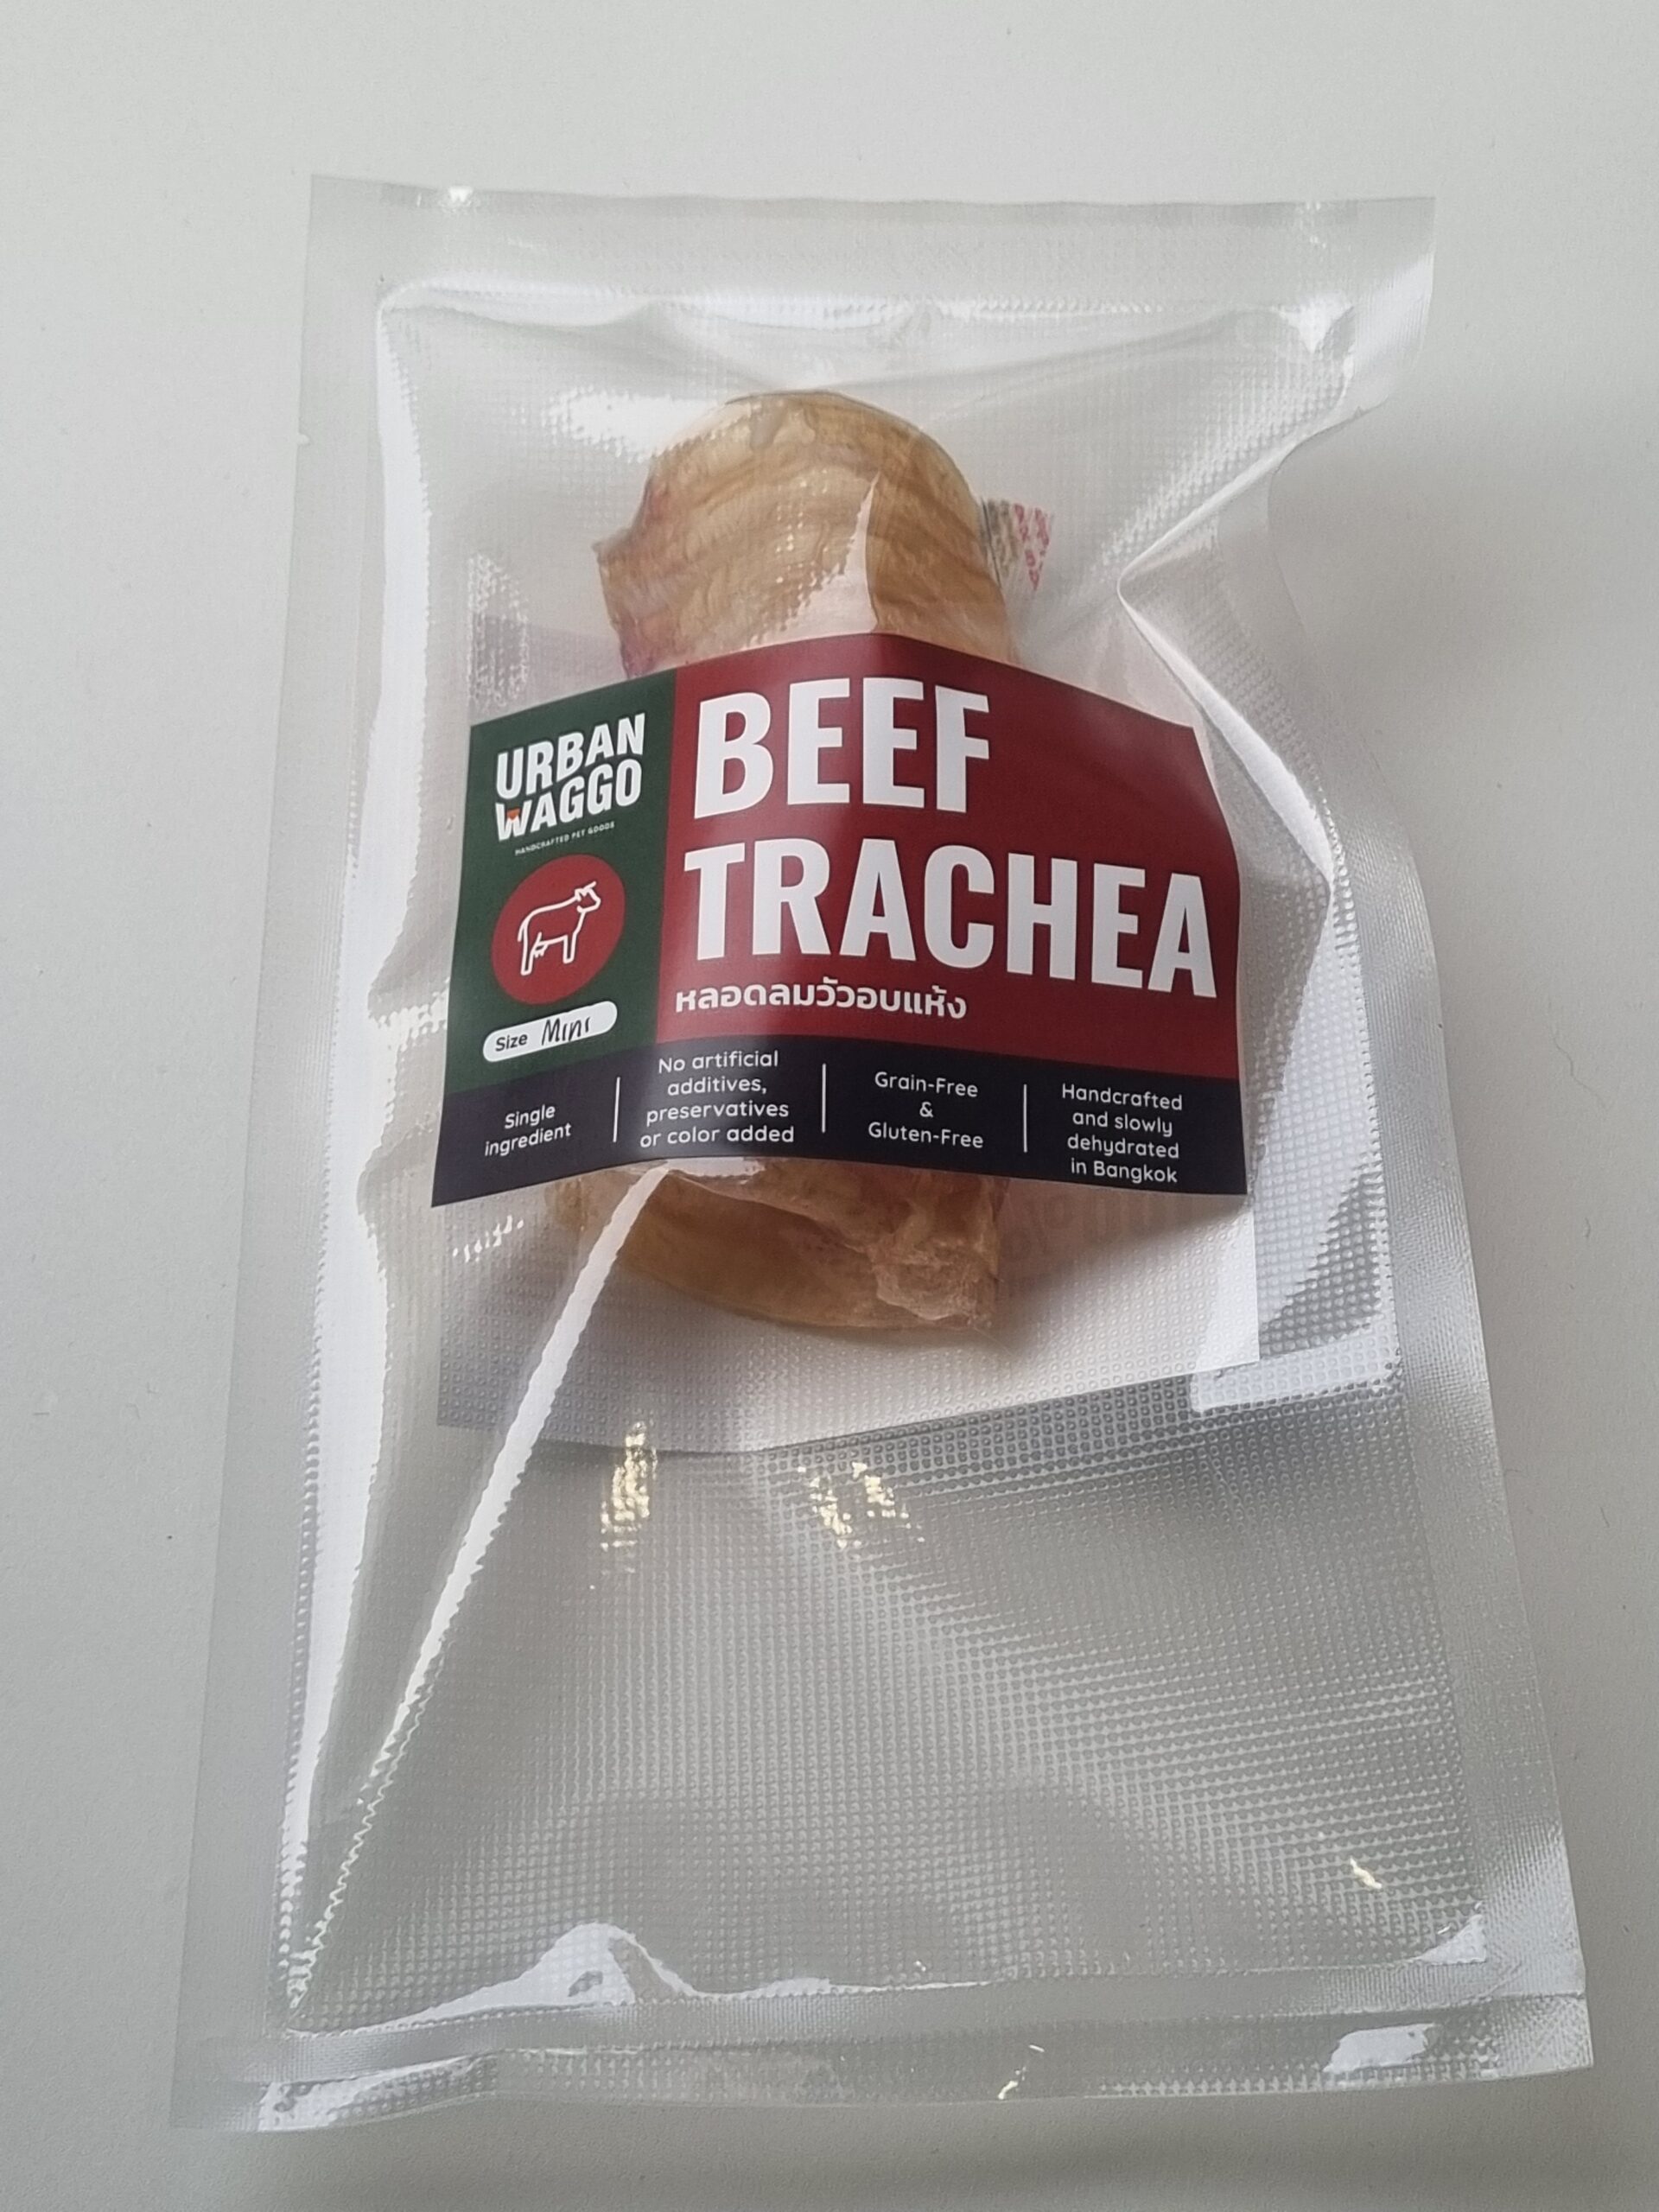 URBAN
WAGGO
HANDCRAFTED PET GOODS
Size Mini
BEEF
TRACHEA
หลอดลมวัวอบแห้ง
Single
ingredient
No artificial
additives,
preservatives
or color added
Grain-Free
&
Gluten-Free
Handcrafted
and slowly
dehydrated
in Bangkok